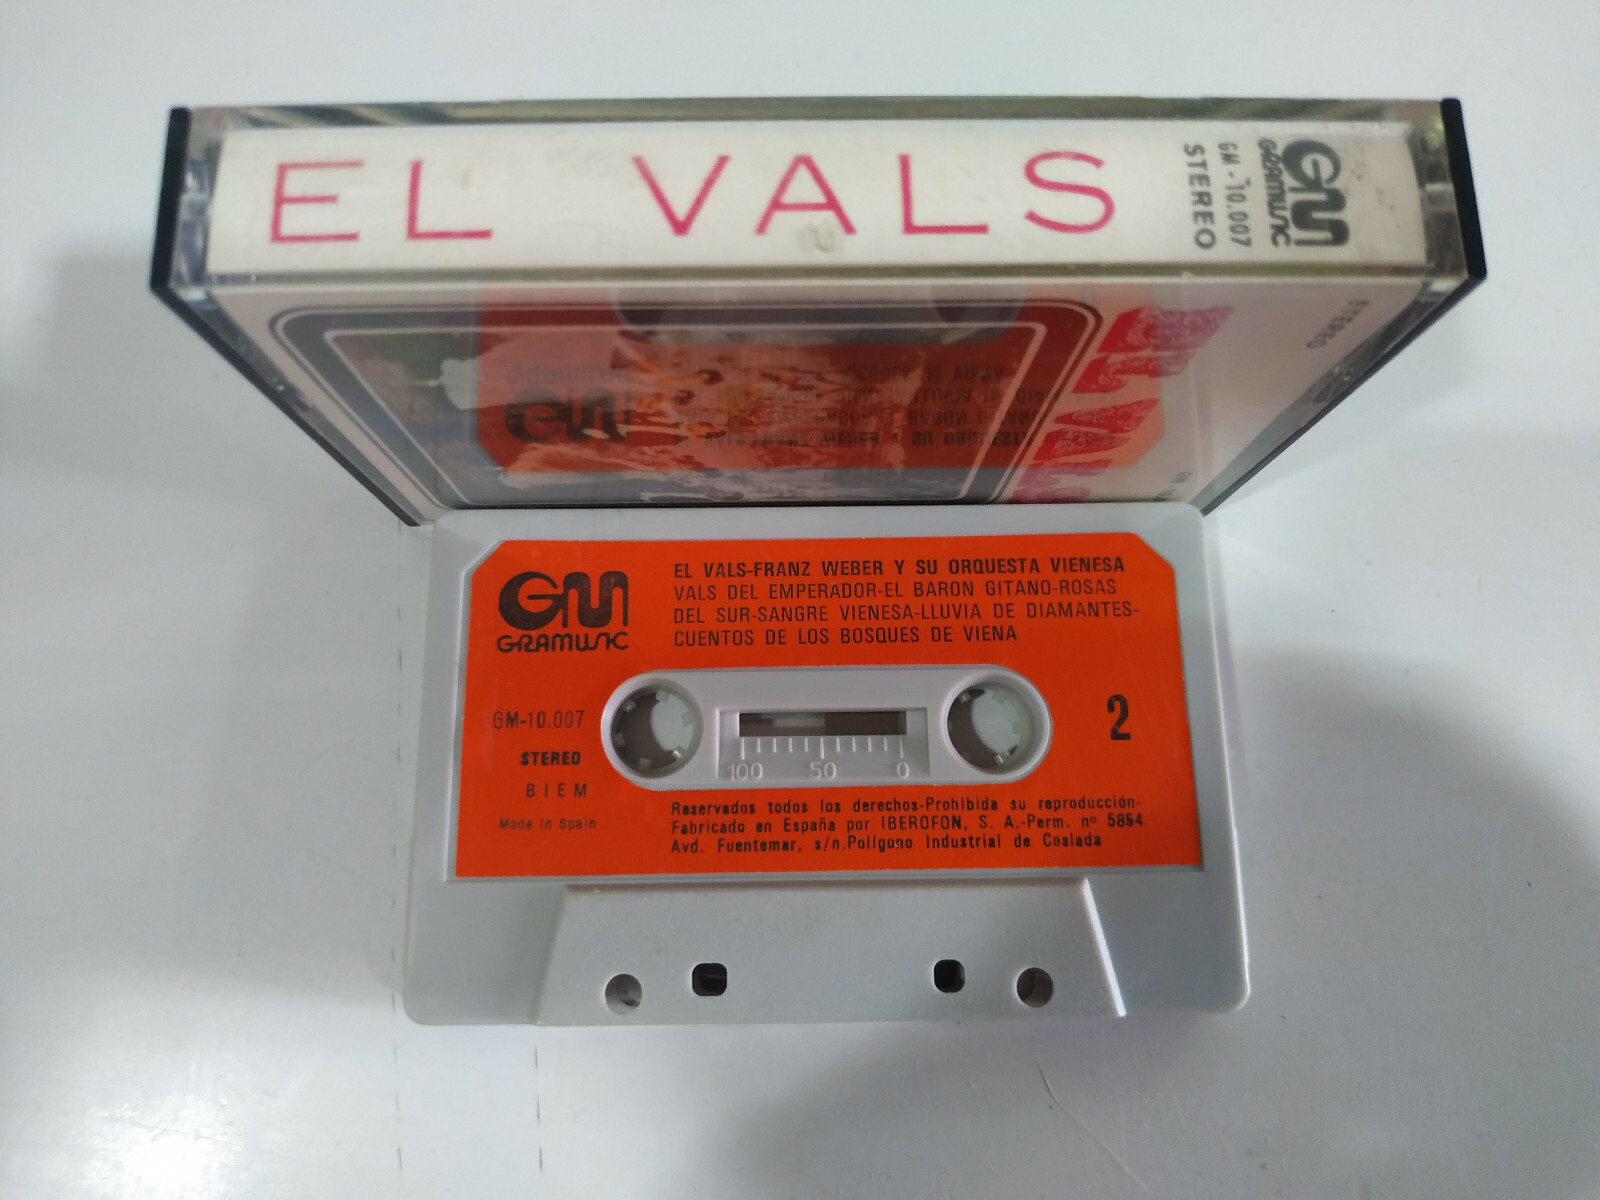 EL VALS
GM
GRAMUSIC
GM-10.007
STEREO
STEREO
GM
GRAMUSIC
EL VALS-FRANZ WEBER Y SU ORQUESTA VIENESA
VALS DEL EMPERADOR-EL BARON GITANO-ROSAS
DEL SUR-SANGRE VIENESA-LLUVIA DE DIAMANTES-
CUENTOS DE LOS BOSQUES DE VIENA
GM-10.007
STEREO
BIEM
Made in Spain
2
100 50 0
Reservados todos los derechos-Prohibida su reproducción-
Fabricado en España por IBEROFON, S. A.-Perm. nº 5854
Avd. Fuentemar, s/n.Polígono Industrial de Coslada